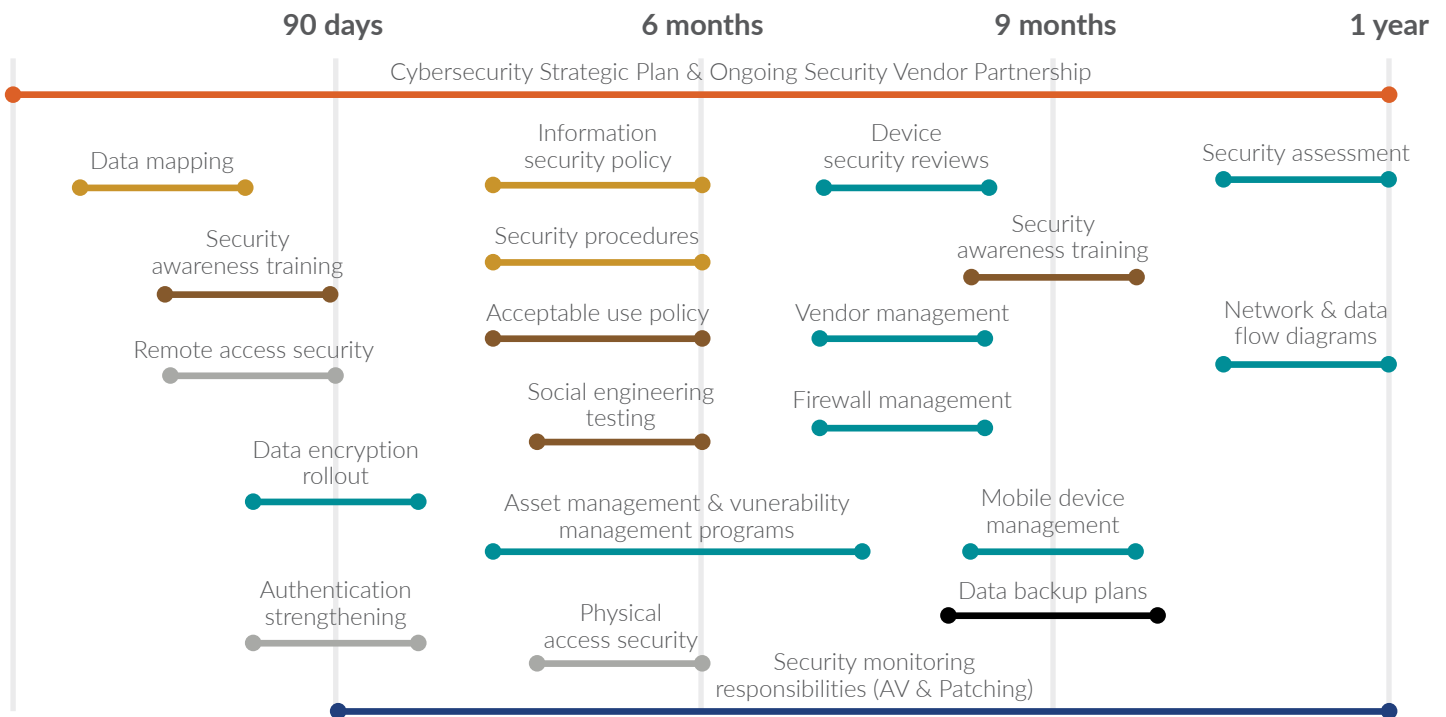 90 days
6 months
9 months
1 year
Cybersecurity Strategic Plan & Ongoing Security Vendor Partnership
Data mapping
Information
security policy
Device
security reviews
Security assessment
Security
awareness training
Security procedures
Security
awareness training
Remote access security
Acceptable use policy
Vendor management
Network & data
flow diagrams
Social engineering
testing
Firewall management
Data encryption
rollout
Asset management & vunerability
management programs
Mobile device
management
Authentication
strengthening
Physical
access security
Data backup plans
Security monitoring
responsibilities (AV & Patching)